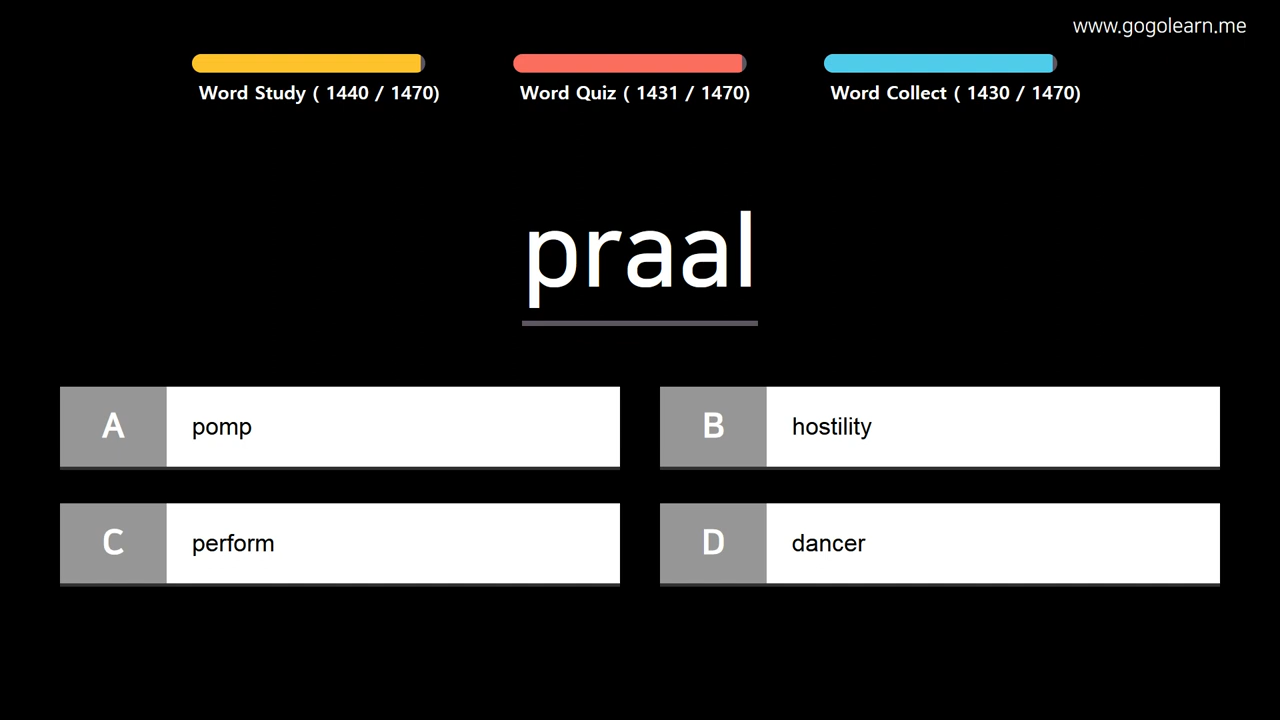 www.gogolearn.me
Word Study ( 1440 / 1470)
Word Quiz ( 1431 / 1470)
Word Collect ( 1430 / 1470)
praal
A pomp
B hostility
C perform
D dancer